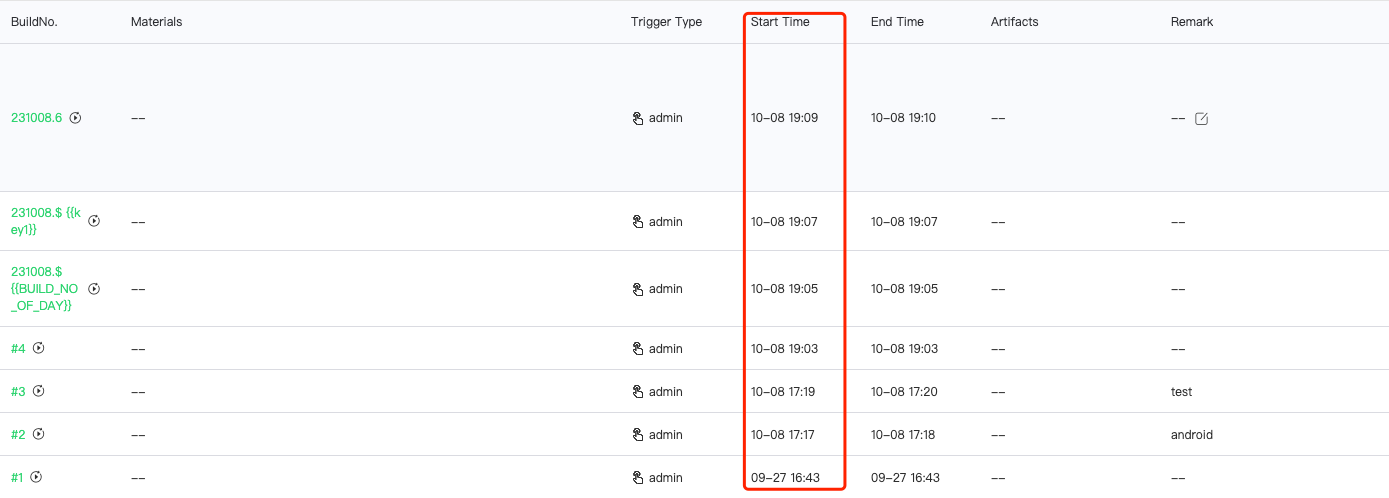 BuildNo. Materials Trigger Type Start Time End Time Artifacts Remark
231008.6 -- admin 10-08 19:09 10-08 19:10 -- --
231008.$ {{k
ey1}} -- admin 10-08 19:07 10-08 19:07 -- --
231008.$
{{BUILD_NO
_OF_DAY}} -- admin 10-08 19:05 10-08 19:05 -- --
#4 -- admin 10-08 19:03 10-08 19:03 -- --
#3 -- admin 10-08 17:19 10-08 17:20 -- test
#2 -- admin 10-08 17:17 10-08 17:18 -- android
#1 -- admin 09-27 16:43 09-27 16:43 -- --